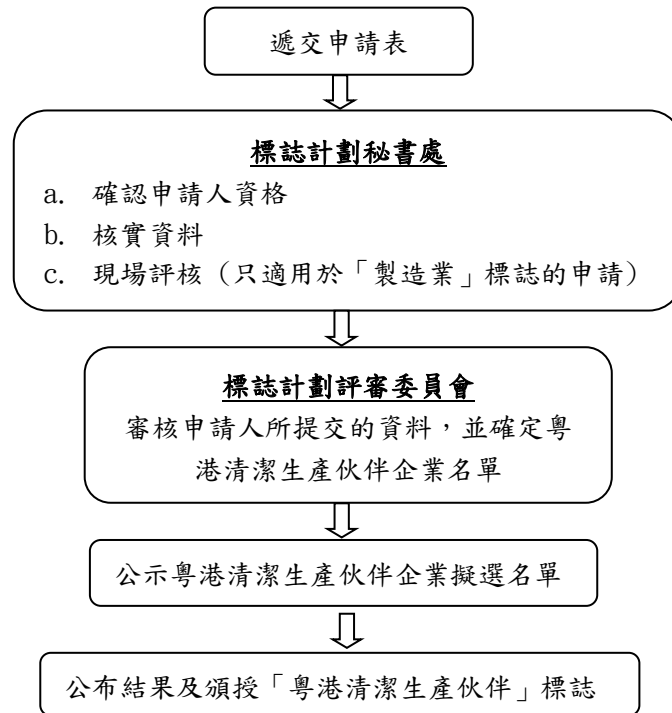 遞交申請表
標誌計劃秘書處
a. 確認申請人資格
b. 核實資料
c. 現場評核（只適用於「製造業」標誌的申請）
標誌計劃評審委員會
審核申請人所提交的資料，並確定粵
港清潔生產伙伴企業名單
公示粵港清潔生產伙伴企業擬選名單
公布結果及頒授「粵港清潔生產伙伴」標誌